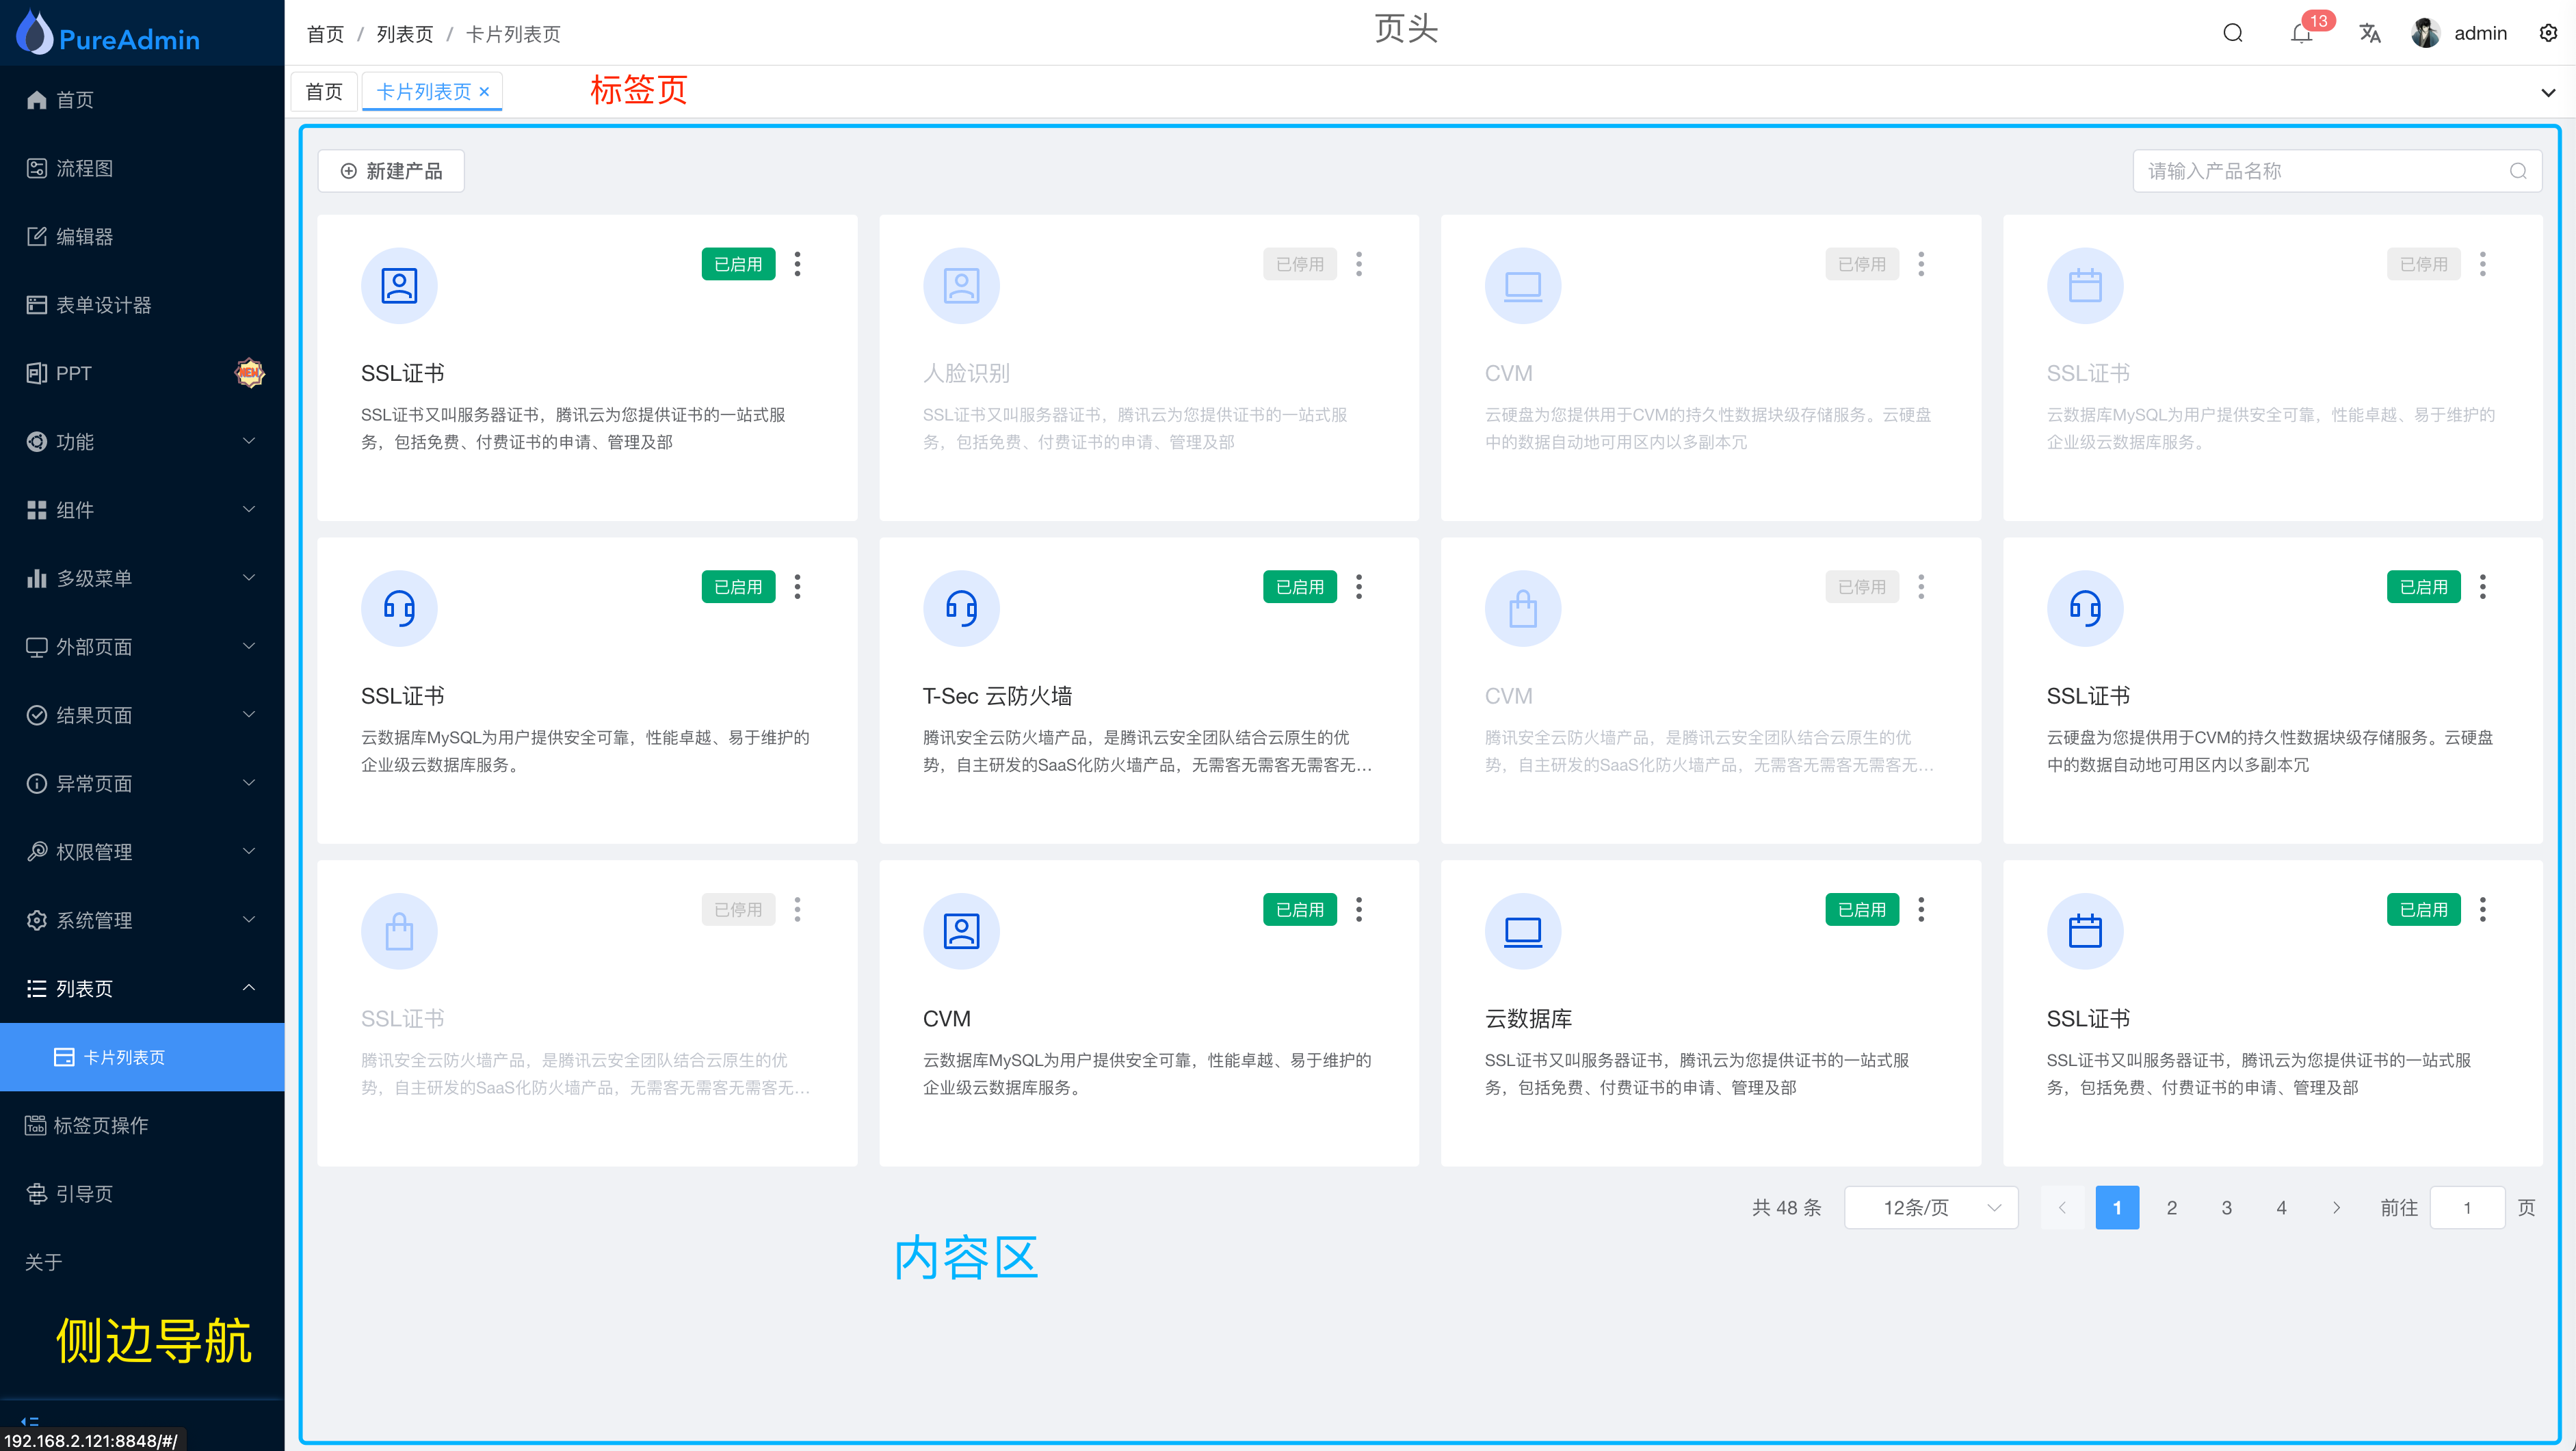 PureAdmin
首页 / 列表页 / 卡片列表页
页头
13
admin
首页
卡片列表页 ×
标签页
首页
流程图
编辑器
表单设计器
PPT
NEW
功能
组件
多级菜单
外部页面
结果页面
异常页面
权限管理
系统管理
列表页
卡片列表页
Tab
标签页操作
引导页
关于
侧边导航
192.168.2.121:8848/#/
新建产品
请输入产品名称
已启用
SSL证书
SSL证书又叫服务器证书，腾讯云为您提供证书的一站式服
务，包括免费、付费证书的申请、管理及部
已停用
人脸识别
SSL证书又叫服务器证书，腾讯云为您提供证书的一站式服
务，包括免费、付费证书的申请、管理及部
已停用
CVM
云硬盘为您提供用于CVM的持久性数据块级存储服务。云硬盘
中的数据自动地可用区内以多副本冗
已停用
SSL证书
云数据库MySQL为用户提供安全可靠，性能卓越、易于维护的
企业级云数据库服务。
已启用
SSL证书
云数据库MySQL为用户提供安全可靠，性能卓越、易于维护的
企业级云数据库服务。
已启用
T-Sec 云防火墙
腾讯安全云防火墙产品，是腾讯云安全团队结合云原生的优
势，自主研发的SaaS化防火墙产品，无需客无需客无需客无…
已停用
CVM
腾讯安全云防火墙产品，是腾讯云安全团队结合云原生的优
势，自主研发的SaaS化防火墙产品，无需客无需客无需客无…
已启用
SSL证书
云硬盘为您提供用于CVM的持久性数据块级存储服务。云硬盘
中的数据自动地可用区内以多副本冗
已停用
SSL证书
腾讯安全云防火墙产品，是腾讯云安全团队结合云原生的优
势，自主研发的SaaS化防火墙产品，无需客无需客无需客无…
已启用
CVM
云数据库MySQL为用户提供安全可靠，性能卓越、易于维护的
企业级云数据库服务。
已启用
云数据库
SSL证书又叫服务器证书，腾讯云为您提供证书的一站式服
务，包括免费、付费证书的申请、管理及部
已启用
SSL证书
SSL证书又叫服务器证书，腾讯云为您提供证书的一站式服
务，包括免费、付费证书的申请、管理及部
共 48 条 12条/页 1 2 3 4 前往 1 页
内容区